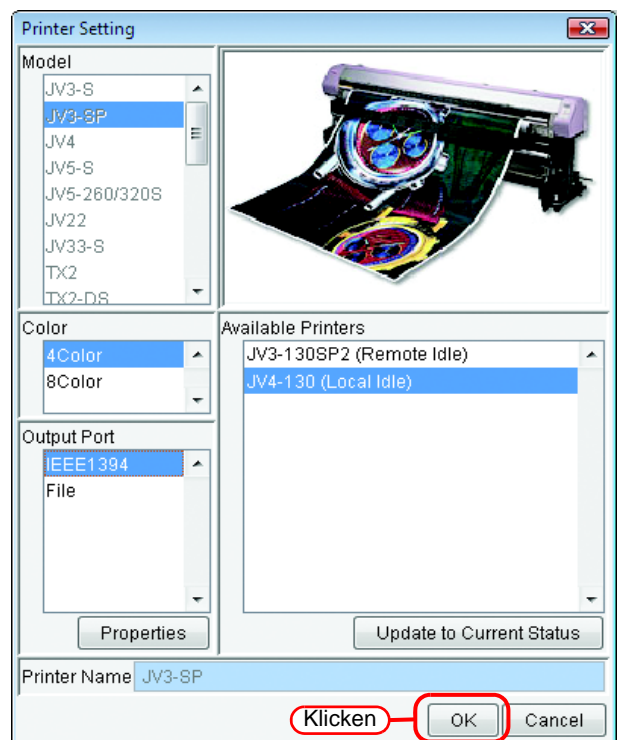 Printer Setting
Model
JV3-S
JV3-SP
JV4
JV5-S
JV5-260/320S
JV22
JV33-S
TX2
TX2-DS
Color
4Color
8Color
Output Port
IEEE1394
File
Properties
Available Printers
JV3-130SP2 (Remote Idle)
JV4-130 (Local Idle)
Update to Current Status
Printer Name JV3-SP
Klicken OK Cancel